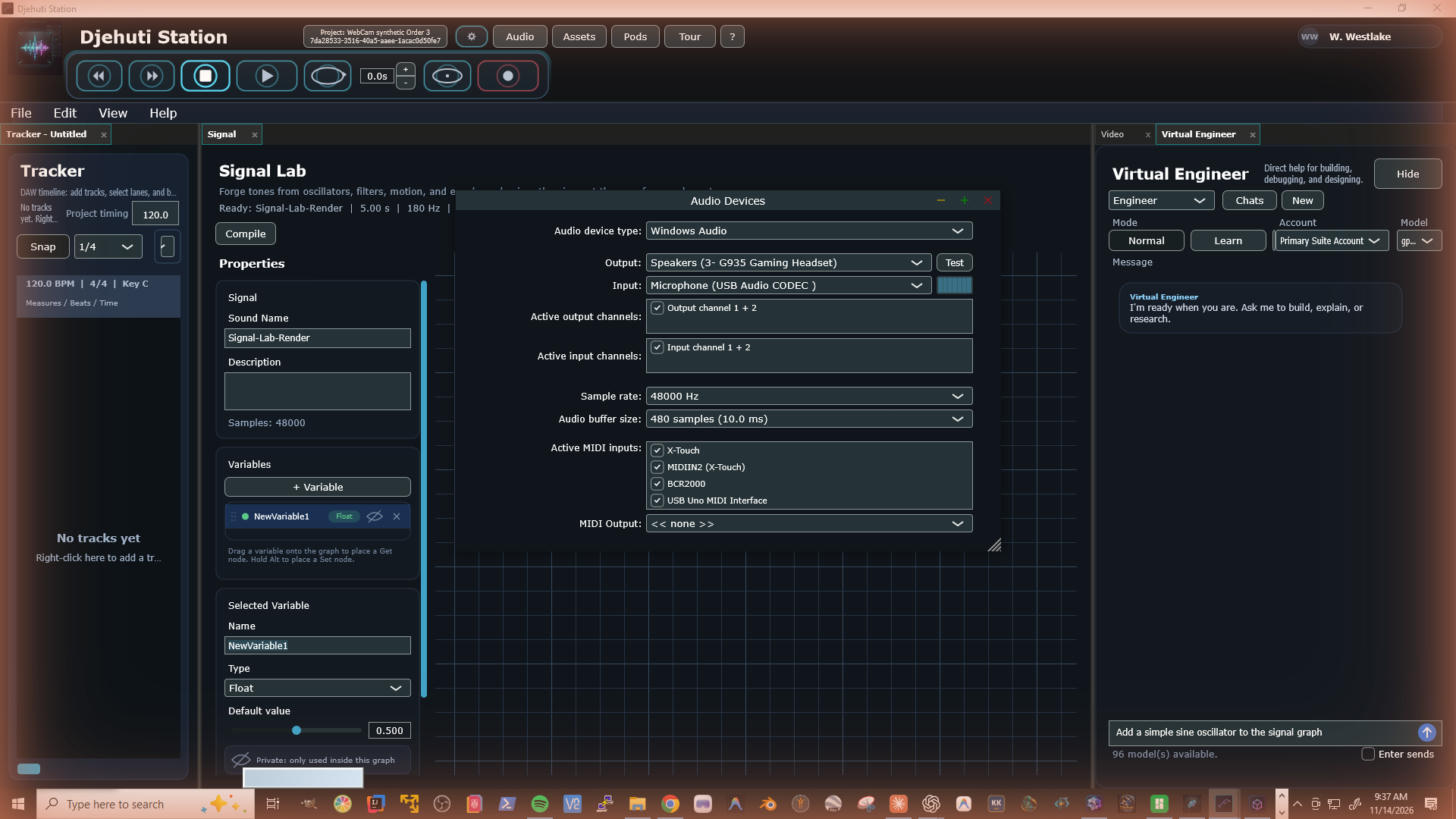 Djehuti Station
Djehuti Station
Project: WebCam synthetic Order 3
7da28533-3516-40a5-aaee-1acac0d50fe7
Audio
Assets
Pods
Tour
?
WW W. Westlake
0.0s
+
-
File Edit View Help
Tracker - Untitled x
Signal x
Video x
Virtual Engineer x
Tracker
DAW timeline: add tracks, select lanes, and b...
No tracks
yet. Right...
Project timing 120.0
Snap 1/4
120.0 BPM | 4/4 | Key C
Measures / Beats / Time
No tracks yet
Right-click here to add a tr...
Signal Lab
Forge tones from oscillators, filters, motion, and e
Ready: Signal-Lab-Render | 5.00 s | 180 Hz |
Compile
Properties
Signal
Sound Name
Signal-Lab-Render
Description
Samples: 48000
Variables
+ Variable
NewVariable1 Float
Drag a variable onto the graph to place a Get
node. Hold Alt to place a Set node.
Selected Variable
Name
NewVariable1
Type
Float
Default value
0.500
Private: only used inside this graph
Audio Devices
Audio device type: Windows Audio
Output: Speakers (3- G935 Gaming Headset) Test
Input: Microphone (USB Audio CODEC )
Active output channels: Output channel 1 + 2
Active input channels: Input channel 1 + 2
Sample rate: 48000 Hz
Audio buffer size: 480 samples (10.0 ms)
Active MIDI inputs: X-Touch
MIDIIN2 (X-Touch)
BCR2000
USB Uno MIDI Interface
MIDI Output: << none >>
Virtual Engineer
Direct help for building,
debugging, and designing.
Hide
Engineer Chats New
Mode Account Model
Normal Learn Primary Suite Account gp...
Message
Virtual Engineer
I'm ready when you are. Ask me to build, explain, or
research.
Add a simple sine oscillator to the signal graph
96 model(s) available.
Enter sends
Type here to search
9:37 AM
11/14/2026